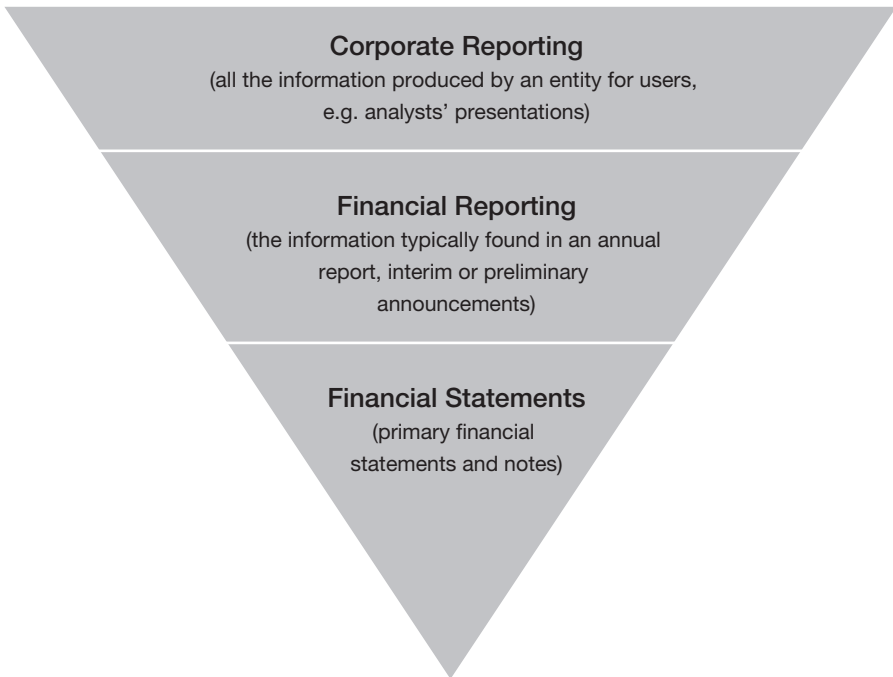 Corporate Reporting
(all the information produced by an entity for users,
e.g. analysts’ presentations)
Financial Reporting
(the information typically found in an annual
report, interim or preliminary
announcements)
Financial Statements
(primary financial
statements and notes)